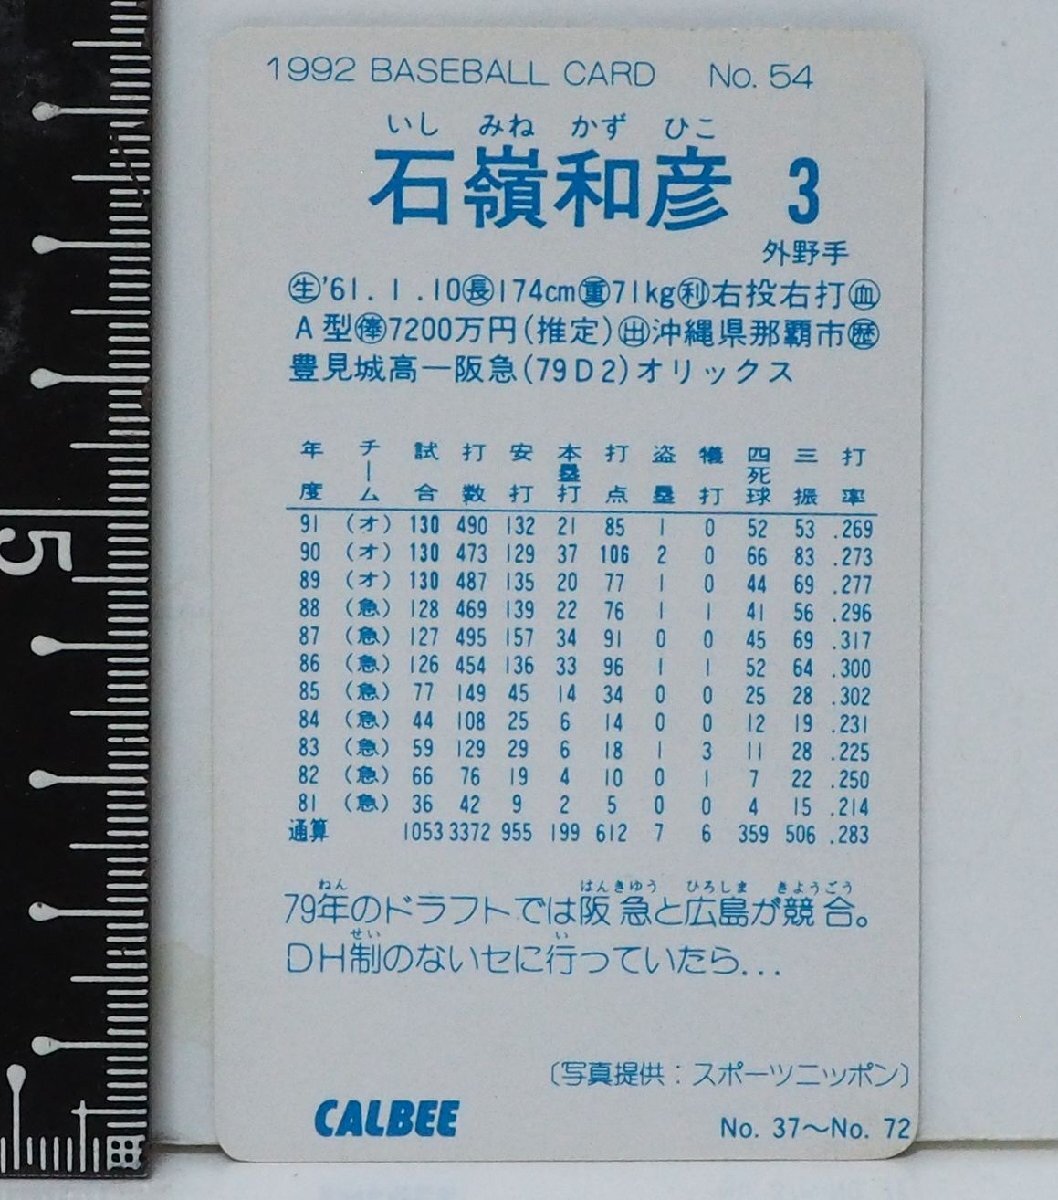 1992 BASEBALL CARD No. 54
いし みね かず ひこ
石嶺和彦 3
外野手
㊤'61.1.10㊐174cm㊥71kg㊧右投右打㊨
A型㊩7200万円(推定)㊪沖縄県那覇市㊫
豊見城高—阪急(79D2)オリックス
年度 チーム 試合 打数 安打 本塁打 打点 盗塁 犠打 四死球 三振 打率
91 (オ) 130 490 132 21 85 1 0 52 53 .269
90 (オ) 130 473 129 37 106 2 0 66 83 .273
89 (オ) 130 487 135 20 77 1 0 44 69 .277
88 (急) 128 469 139 22 76 1 1 41 56 .296
87 (急) 127 495 157 34 91 0 0 45 69 .317
86 (急) 126 454 136 33 96 1 1 52 64 .300
85 (急) 77 149 45 14 34 0 0 25 28 .302
84 (急) 44 108 25 6 14 0 0 12 19 .231
83 (急) 59 129 29 6 18 1 3 11 28 .225
82 (急) 66 76 19 4 10 0 1 7 22 .250
81 (急) 36 42 9 2 5 0 0 4 15 .214
通算 1053 3372 955 199 612 7 6 359 506 .283
ねん はんきゆう ひろしま きようごう
79年のドラフトでは阪急と広島が競合。
せい い
DH制のないセに行っていたら...
(写真提供：スポーツニッポン)
CALBEE No. 37～No. 72
5